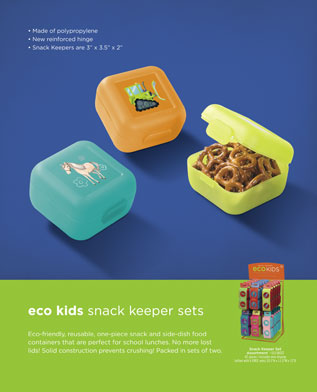 • Made of polypropylene
• New reinforced hinge
• Snack Keepers are 3" x 3.5" x 2"
eco kids snack keeper sets
Eco-friendly, reusable, one-piece snack and side-dish food
containers that are perfect for school lunches. No more lost
lids! Solid construction prevents crushing! Packed in sets of two.
ecoKIDS
Snack Keeper Set
Assortment